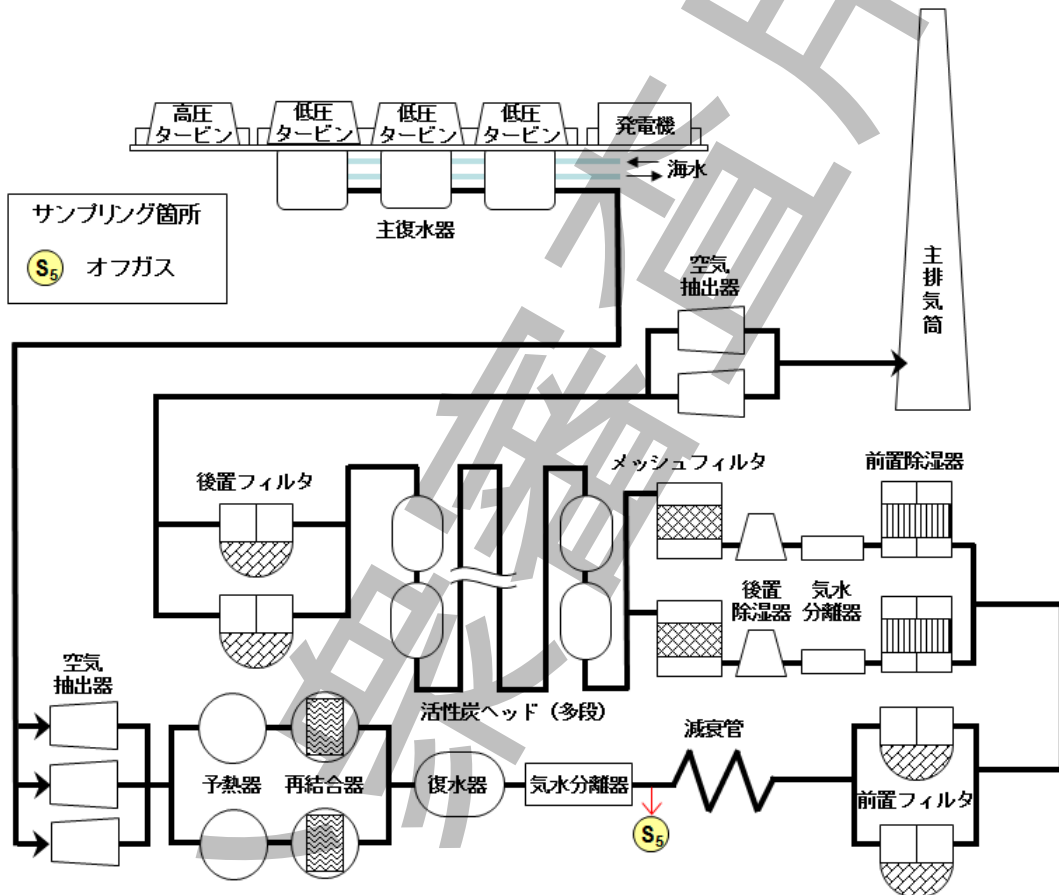 高圧
タービン
低圧
タービン
低圧
タービン
低圧
タービン
発電機
海水
主復水器
サンプリング箇所
S₅ オフガス
空気
抽出器
主排気筒
後置フィルタ
メッシュフィルタ
前置除湿器
後置
除湿器
気水
分離器
活性炭ヘッド(多段)
空気
抽出器
予熱器
再結合器
復水器
気水分離器
減衰管
前置フィルタ
S₅